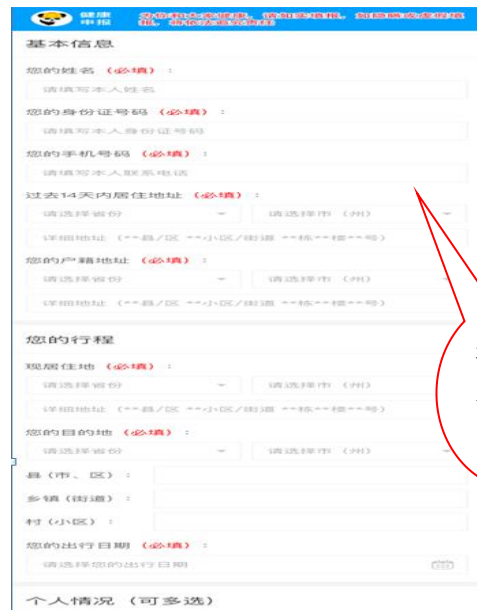 健康申报
为你和大家健康，请如实填报，如隐瞒或虚假填报，将依法追究责任
基本信息
您的姓名（必填）：
请填写本人姓名
您的身份证号码（必填）：
请填写本人身份证号码
您的手机号码（必填）：
请填写本人联系电话
过去14天内居住地址（必填）：
请选择省份 请选择市（州）
详细地址（**县/区 **小区/街道 **栋**楼**号）
您的户籍地址（必填）：
请选择省份 请选择市（州）
详细地址（**县/区 **小区/街道 **栋**楼**号）
您的行程
现居住地（必填）：
请选择省份 请选择市（州）
详细地址（**县/区 **小区/街道 **栋**楼**号）
您的目的地（必填）：
请选择省份 请选择市（州）
县（市、区）：
乡镇（街道）：
村（小区）：
您的出行日期（必填）：
请选择您的出行日期
个人情况（可多选）